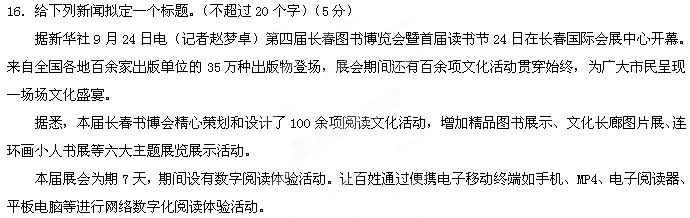 16. 给下列新闻拟定一个标题。（不超过 20 个字）（5 分）
据新华社 9 月 24 日电（记者赵梦卓）第四届长春图书博览会暨首届读书节 24 日在长春国际会展中心开幕。
来自全国各地百余家出版单位的 35 万种出版物登场，展会期间还有百余项文化活动贯穿始终，为广大市民呈现
一场场文化盛宴。
据悉，本届长春书博会精心策划和设计了 100 余项阅读文化活动，增加精品图书展示、文化长廊图片展、连
环画小人书展等六大主题展览展示活动。
本届展会为期 7 天，期间设有数字阅读体验活动。让百姓通过便携电子移动终端如手机、MP4、电子阅读器、
平板电脑等进行网络数字化阅读体验活动。